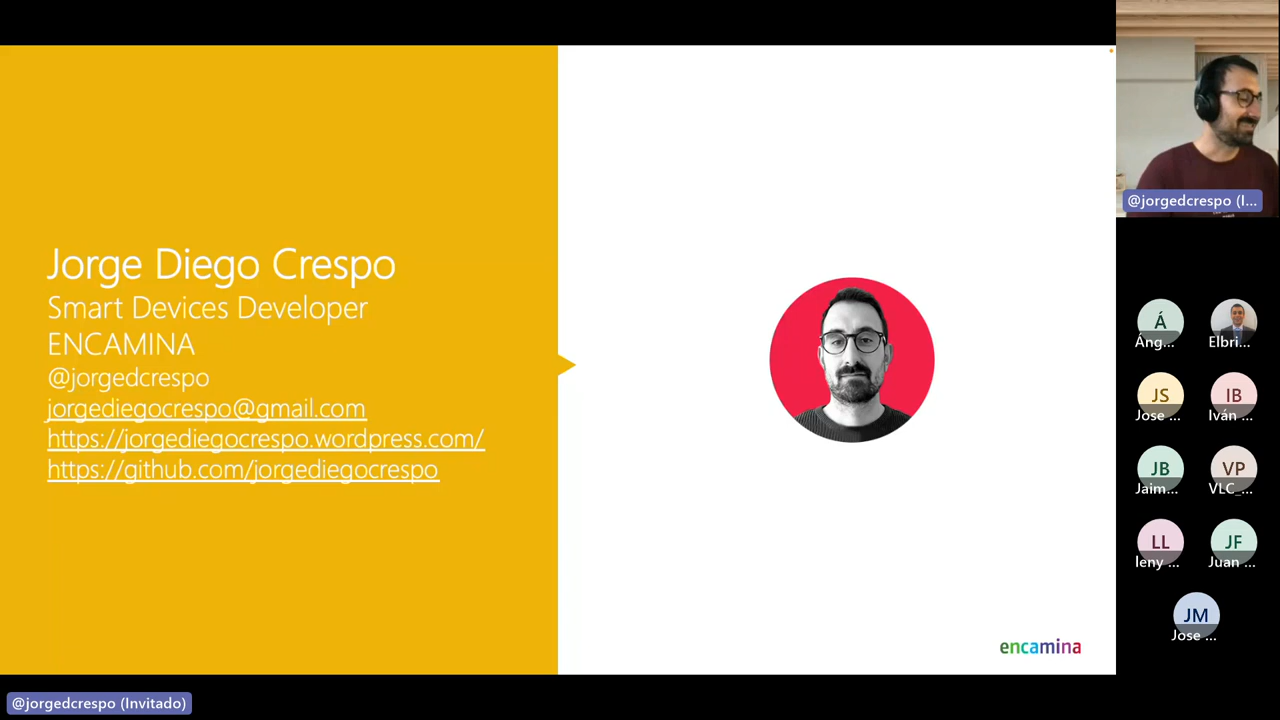 Jorge Diego Crespo
Smart Devices Developer
ENCAMINA
@jorgedcrespo
jorgediegocrespo@gmail.com
https://jorgediegocrespo.wordpress.com/
https://github.com/jorgediegocrespo
encamina
@jorgedcrespo (Invitado)
@jorgedcrespo (I...
Á
Áng...
Elbri...
JS
Jose ...
IB
Iván ...
JB
Jaim...
VP
VLC_...
LL
leny ...
JF
Juan ...
JM
Jose ...